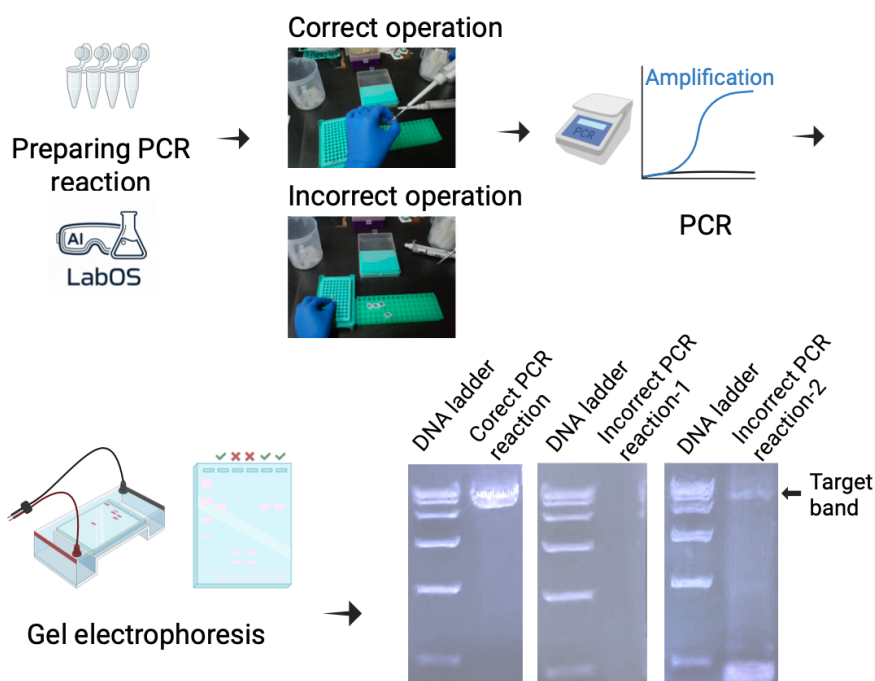 Correct operation
Preparing PCR
reaction
AI
LabOS
Incorrect operation
PCR
Amplification
PCR
Gel electrophoresis
DNA ladder
Corect PCR
reaction
DNA ladder
Incorrect PCR
reaction-1
DNA ladder
Incorrect PCR
reaction-2
Target
band